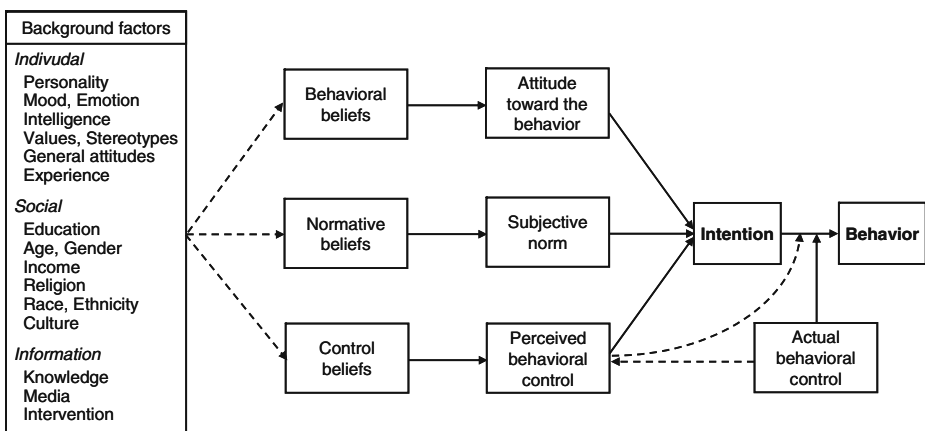 Background factors
Indivudal
Personality
Mood, Emotion
Intelligence
Values, Stereotypes
General attitudes
Experience
Social
Education
Age, Gender
Income
Religion
Race, Ethnicity
Culture
Information
Knowledge
Media
Intervention
Behavioral
beliefs
Normative
beliefs
Control
beliefs
Attitude
toward the
behavior
Subjective
norm
Perceived
behavioral
control
Intention
Behavior
Actual
behavioral
control